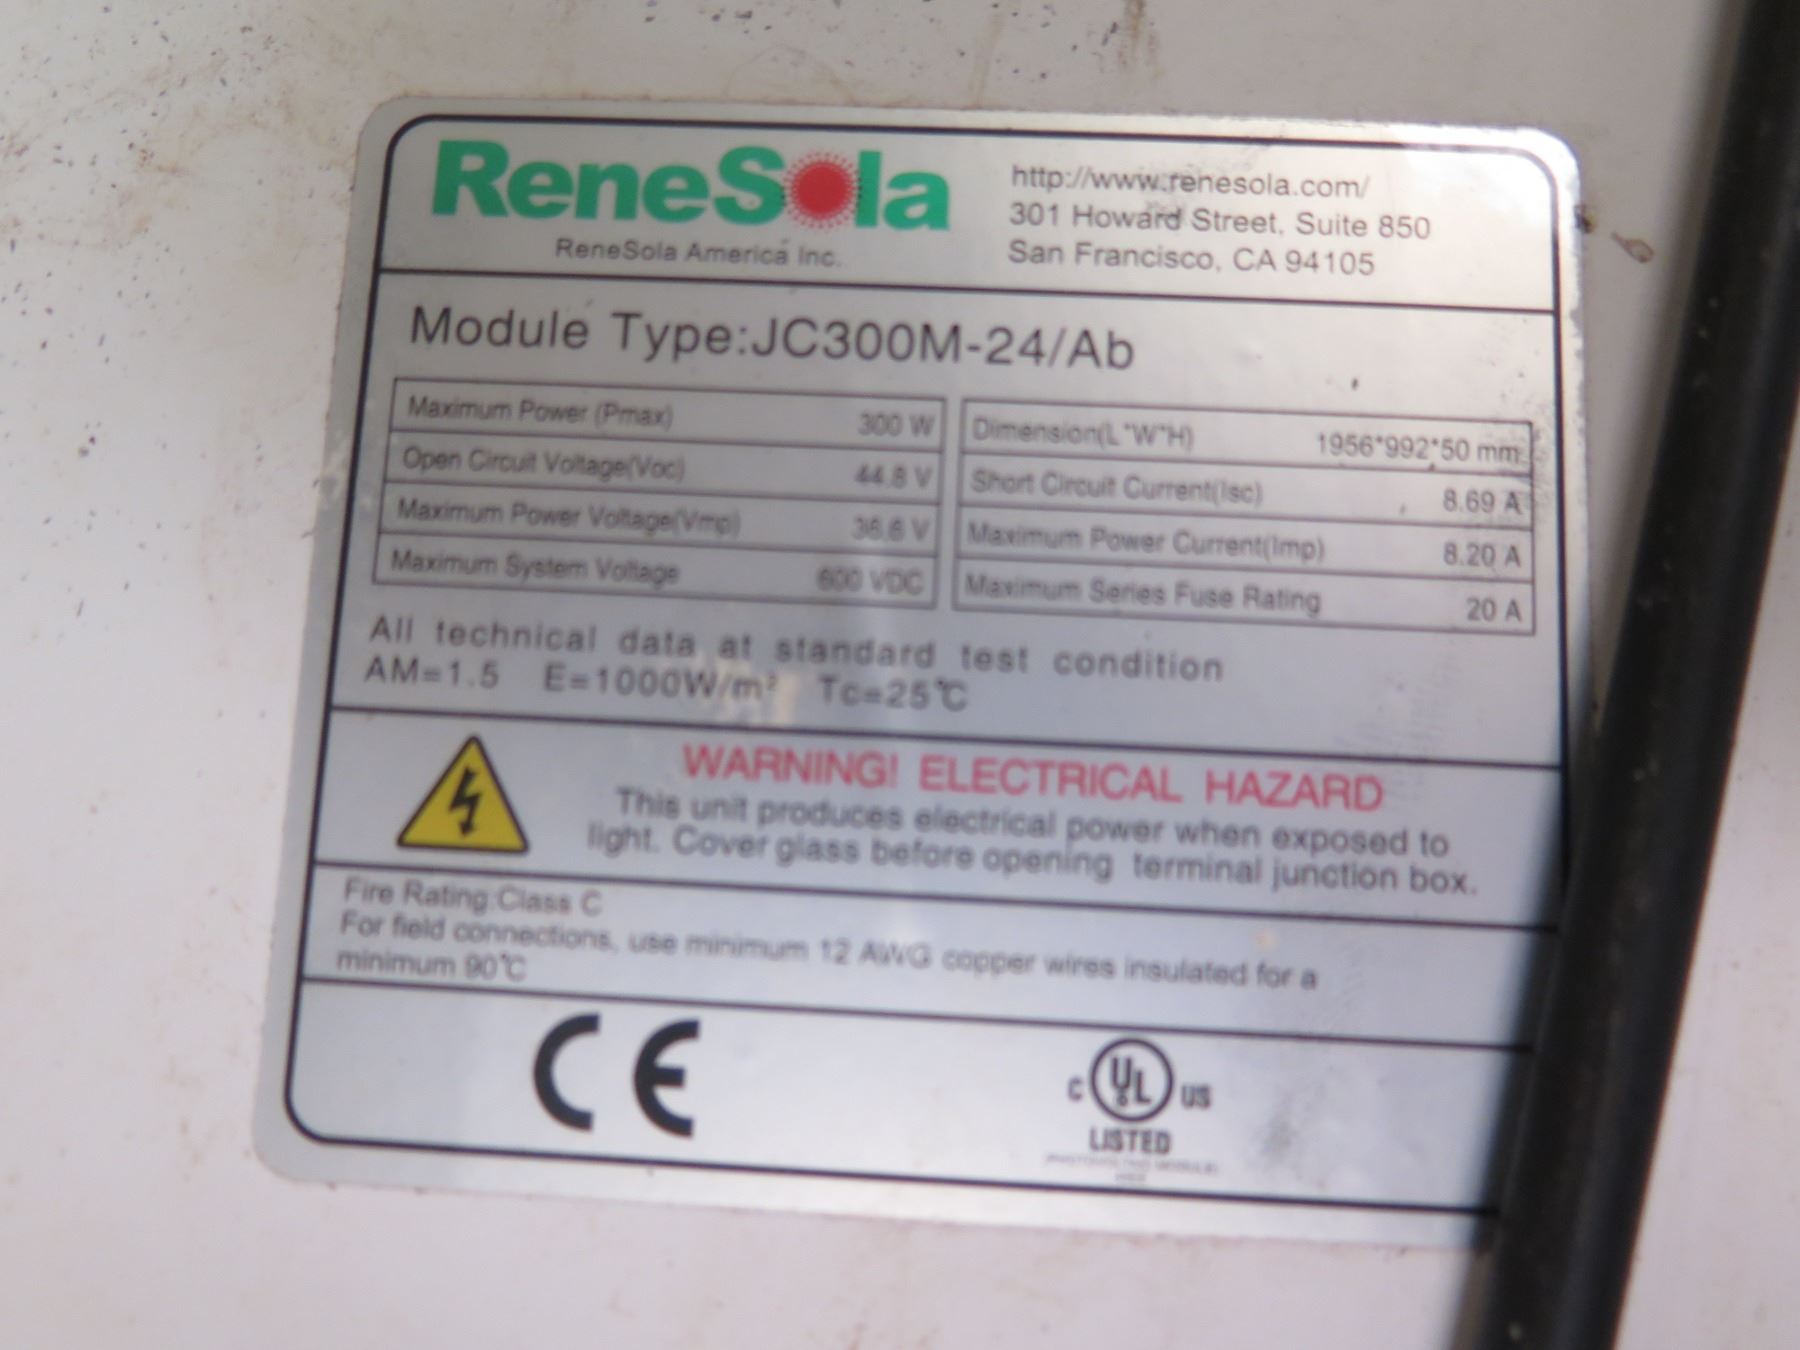 ReneSola
ReneSola America Inc.
http://www.renesola.com/
301 Howard Street, Suite 850
San Francisco, CA 94105
Module Type:JC300M-24/Ab
Maximum Power (Pmax) 300 W
Open Circuit Voltage(Voc) 44.8 V
Maximum Power Voltage(Vmp) 36.6 V
Maximum System Voltage 600 VDC
Dimension(L*W*H) 1956*992*50 mm
Short Circuit Current(Isc) 8.69 A
Maximum Power Current(Imp) 8.20 A
Maximum Series Fuse Rating 20 A
All technical data at standard test condition
AM=1.5 E=1000W/m² Tc=25℃
WARNING! ELECTRICAL HAZARD
This unit produces electrical power when exposed to
light. Cover glass before opening terminal junction box.
Fire Rating:Class C
For field connections, use minimum 12 AWG copper wires insulated for a
minimum 90℃
CE
C UL US
LISTED